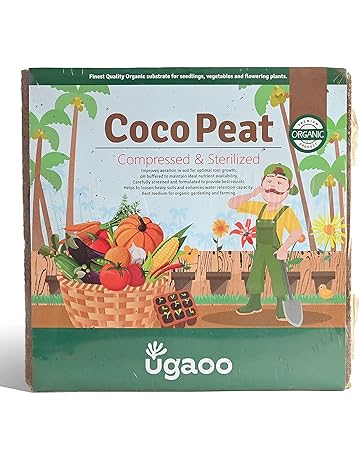 Finest Quality Organic substrate for seedlings, vegetables and flowering plants.
Coco Peat
Compressed & Sterilized
Improves aeration in soil for optimal root growth,
pH buffered to maintain ideal nutrient availability.
Carefully screened and formulated to provide best results.
Helps to loosen heavy soils and enhances water retention capacity.
Best medium for organic gardening and farming.
PREMIUM
ORGANIC
PRODUCT
ugaoo